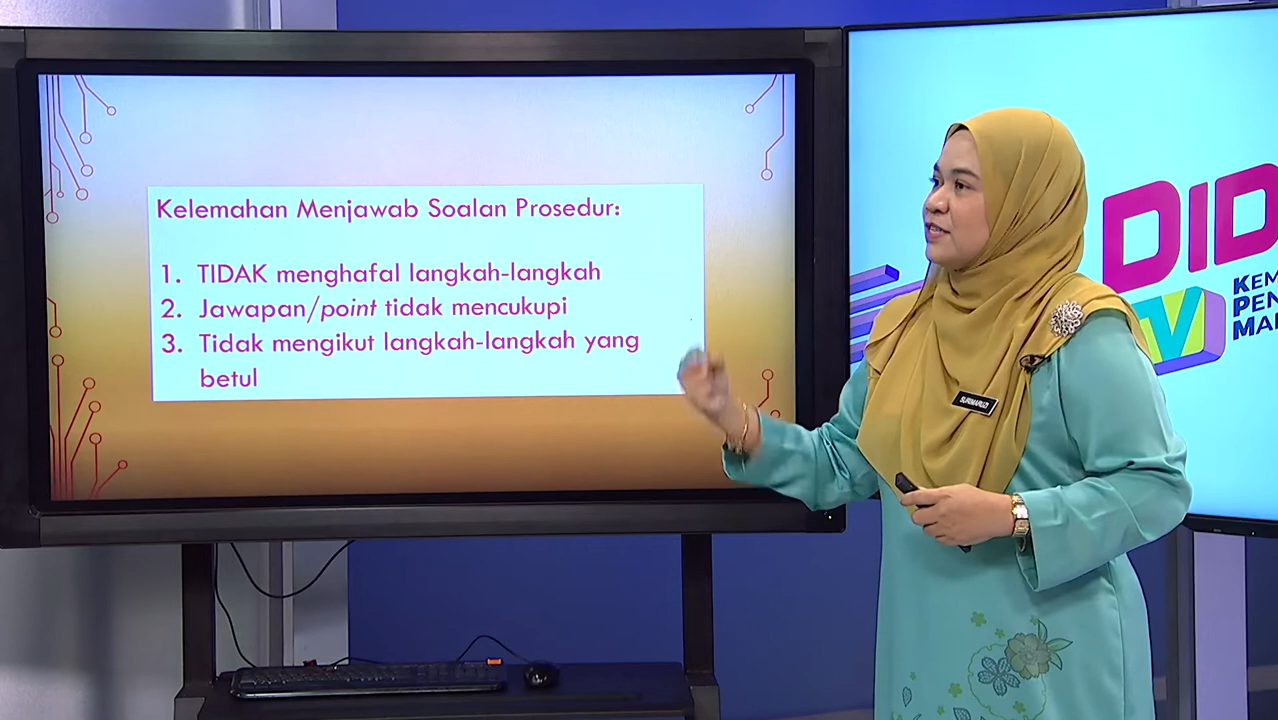 Kelemahan Menjawab Soalan Prosedur:
1. TIDAK menghafal langkah-langkah
2. Jawapan/point tidak mencukupi
3. Tidak mengikut langkah-langkah yang
betul
DID
TV
KEM
PEN
MA